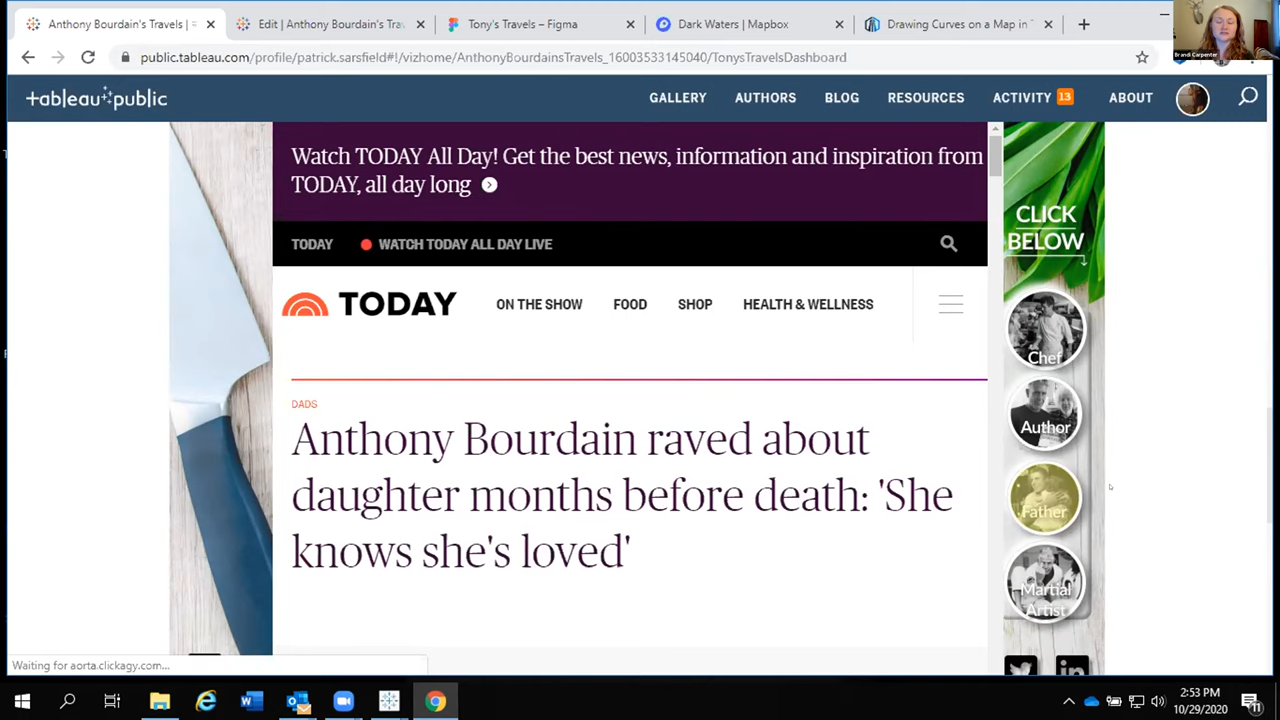 Anthony Bourdain's Travels |
Edit | Anthony Bourdain's Trav
Tony's Travels – Figma
Dark Waters | Mapbox
Drawing Curves on a Map in
Brandi Carpenter
public.tableau.com/profile/patrick.sarsfield#!/vizhome/AnthonyBourdainsTravels_16003533145040/TonysTravelsDashboard
+tableau public
GALLERY AUTHORS BLOG RESOURCES ACTIVITY 13 ABOUT
Watch TODAY All Day! Get the best news, information and inspiration from
TODAY, all day long
TODAY WATCH TODAY ALL DAY LIVE
TODAY ON THE SHOW FOOD SHOP HEALTH & WELLNESS
DADS
Anthony Bourdain raved about
daughter months before death: 'She
knows she's loved'
CLICK
BELOW
Chef
Author
Father
Martial
Artist
Waiting for aorta.clickagy.com...
2:53 PM
10/29/2020
11